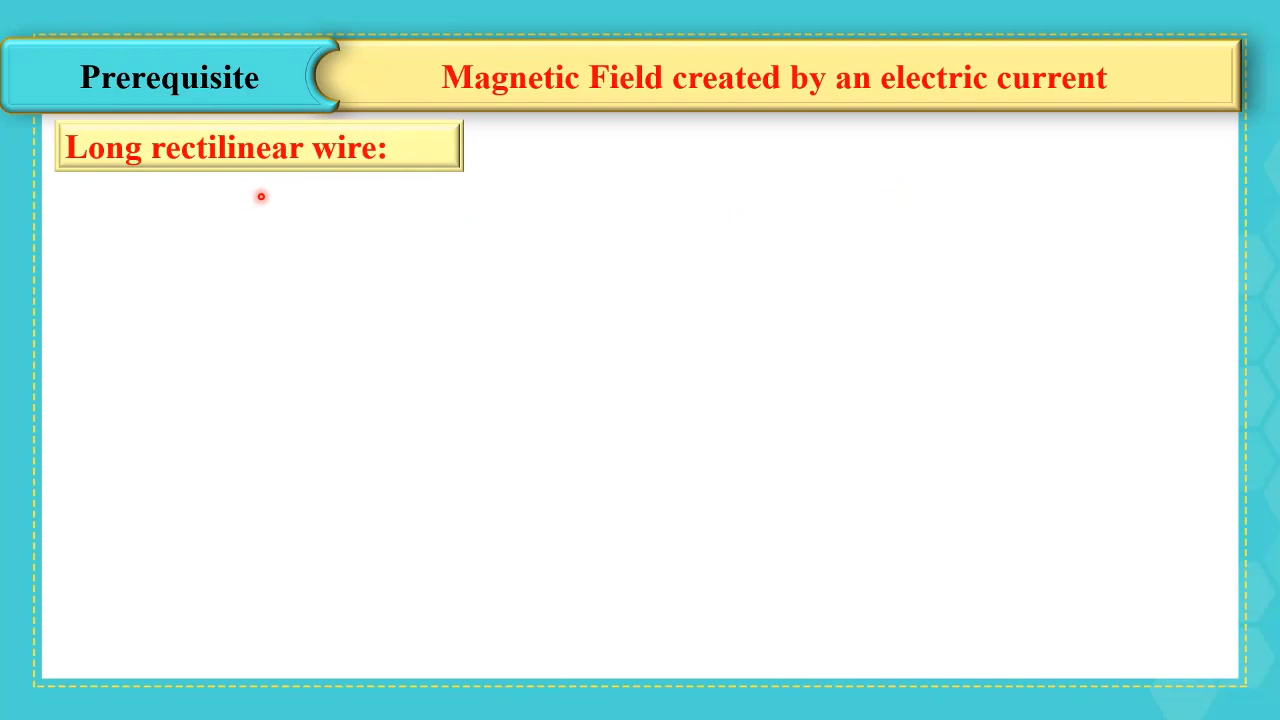 Prerequisite
Magnetic Field created by an electric current
Long rectilinear wire: